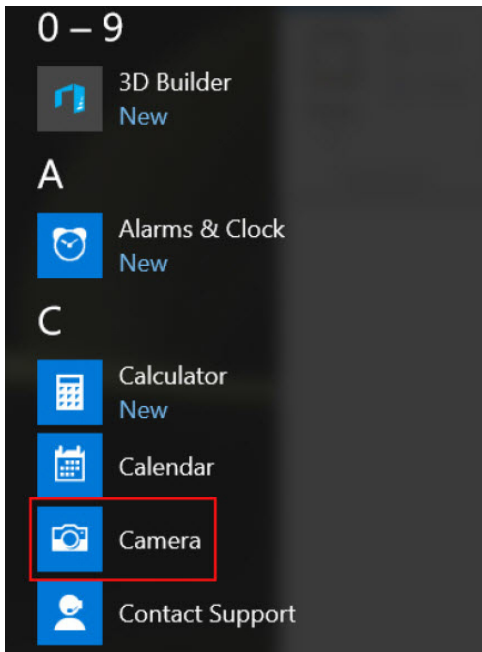 0 – 9
3D Builder
New
A
Alarms & Clock
New
C
Calculator
New
Calendar
Camera
Contact Support